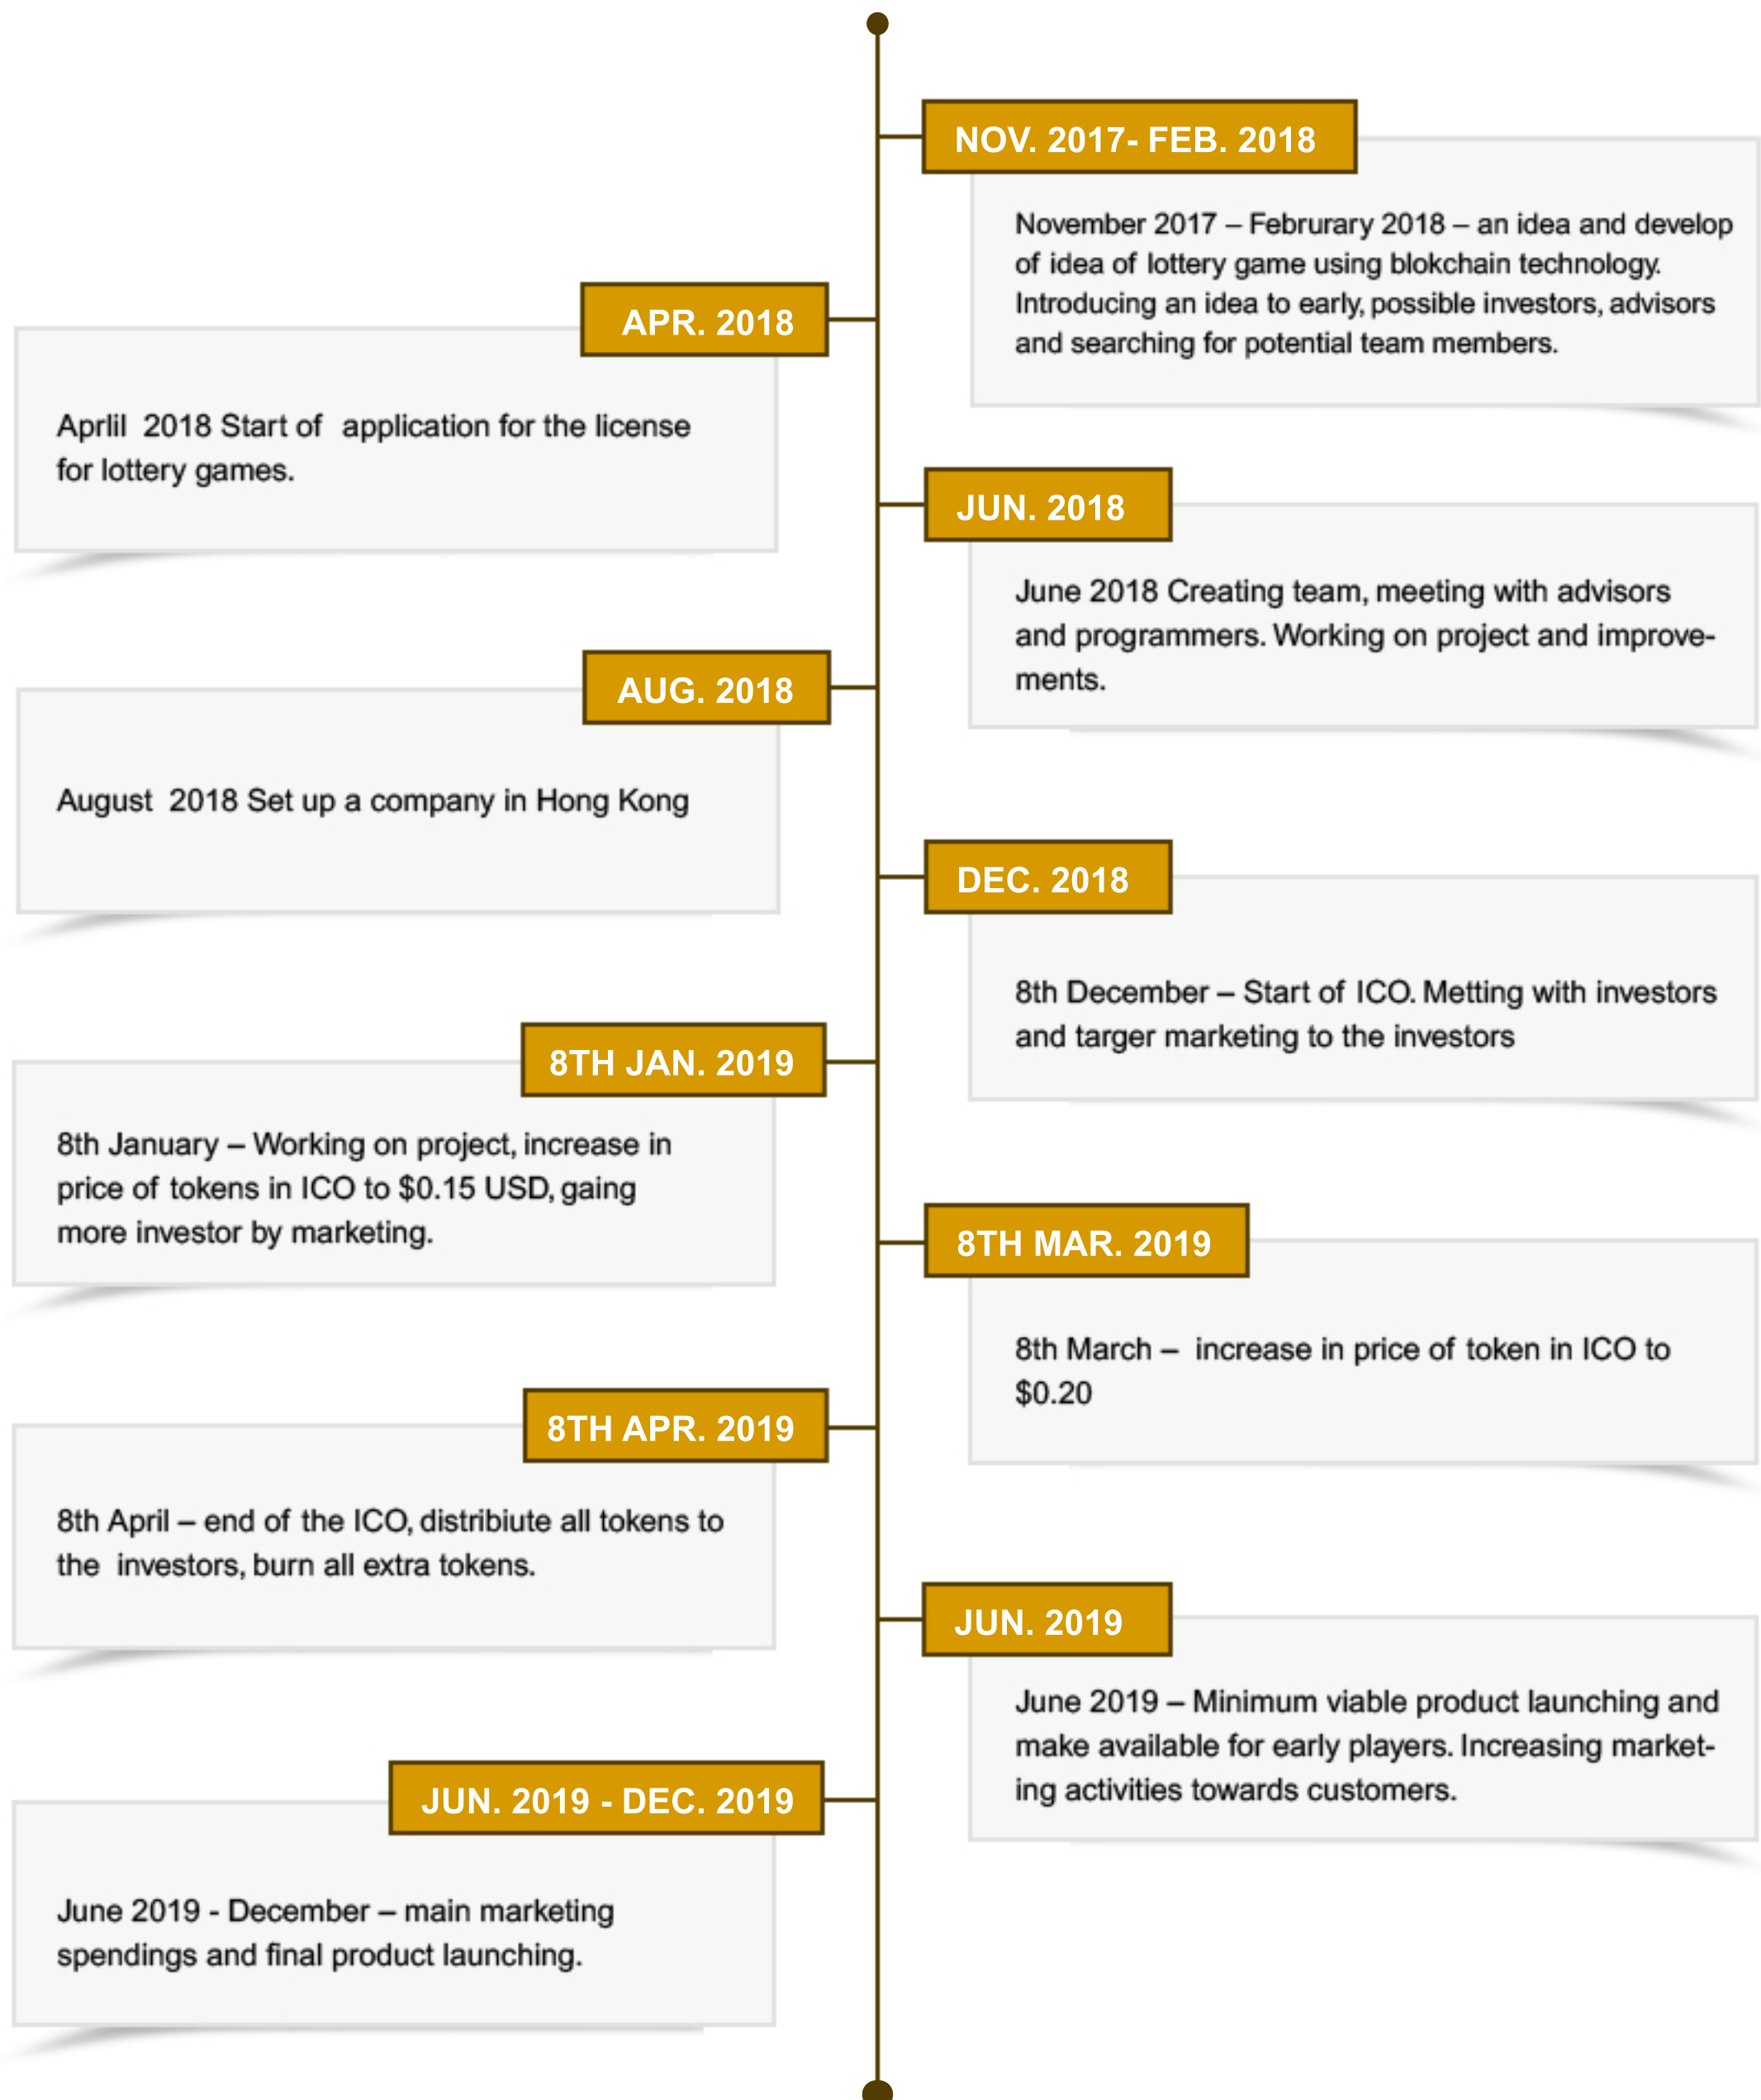 NOV. 2017- FEB. 2018
November 2017 – Februrary 2018 – an idea and develop
of idea of lottery game using blokchain technology.
Introducing an idea to early, possible investors, advisors
and searching for potential team members.
APR. 2018
Aprlil 2018 Start of application for the license
for lottery games.
JUN. 2018
June 2018 Creating team, meeting with advisors
and programmers. Working on project and improve-
ments.
AUG. 2018
August 2018 Set up a company in Hong Kong
DEC. 2018
8th December – Start of ICO. Metting with investors
and targer marketing to the investors
8TH JAN. 2019
8th January – Working on project, increase in
price of tokens in ICO to $0.15 USD, gaing
more investor by marketing.
8TH MAR. 2019
8th March – increase in price of token in ICO to
$0.20
8TH APR. 2019
8th April – end of the ICO, distribiute all tokens to
the investors, burn all extra tokens.
JUN. 2019
June 2019 – Minimum viable product launching and
make available for early players. Increasing market-
ing activities towards customers.
JUN. 2019 - DEC. 2019
June 2019 - December – main marketing
spendings and final product launching.